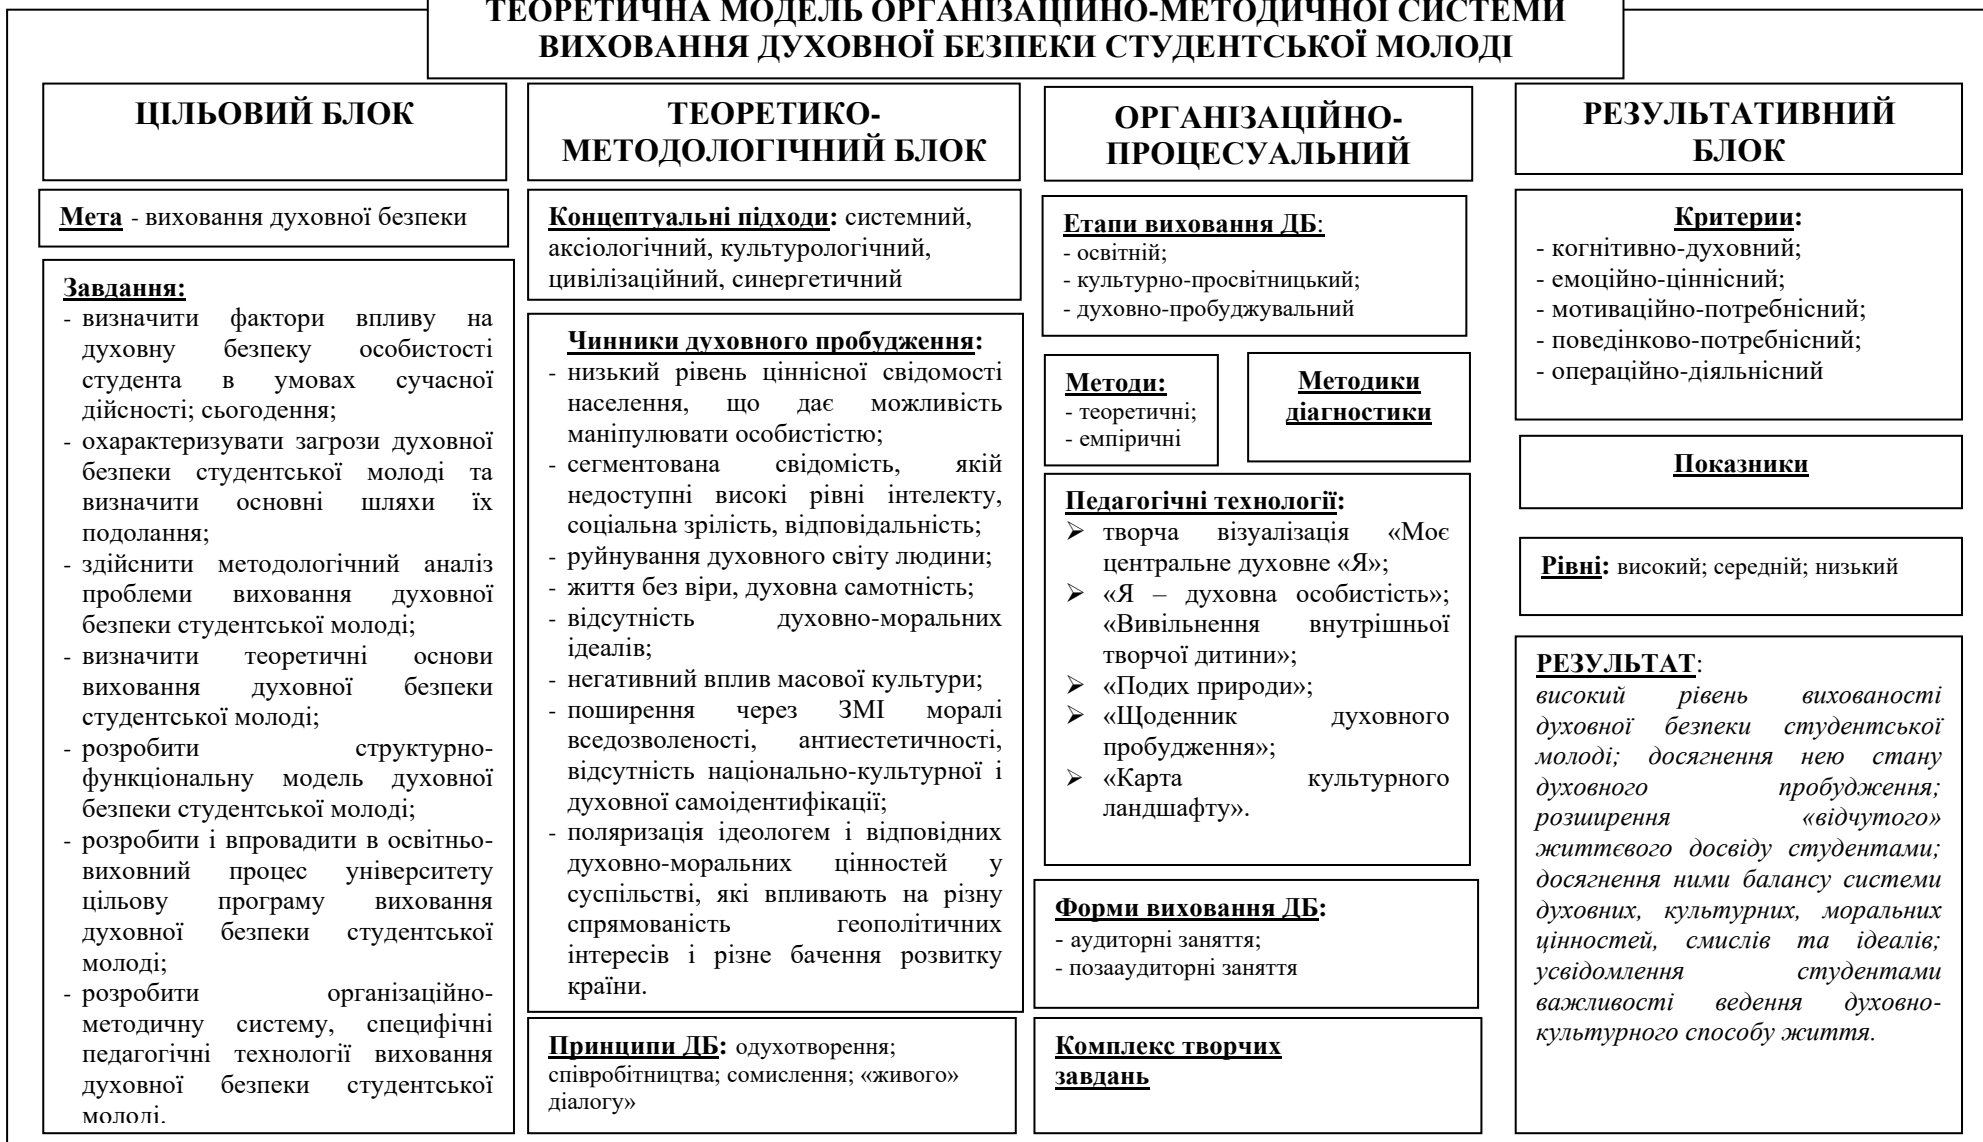 ТЕОРЕТИЧНА МОДЕЛЬ ОРГАНІЗАЦІЙНО-МЕТОДИЧНОЇ СИСТЕМИ
ВИХОВАННЯ ДУХОВНОЇ БЕЗПЕКИ СТУДЕНТСЬКОЇ МОЛОДІ
ЦІЛЬОВИЙ БЛОК
Мета - виховання духовної безпеки
Завдання:
- визначити фактори впливу на
духовну безпеку особистості
студента в умовах сучасної
дійсності; сьогодення;
- охарактеризувати загрози духовної
безпеки студентської молоді та
визначити основні шляхи їх
подолання;
- здійснити методологічний аналіз
проблеми виховання духовної
безпеки студентської молоді;
- визначити теоретичні основи
виховання духовної безпеки
студентської молоді;
- розробити структурно-
функціональну модель духовної
безпеки студентської молоді;
- розробити і впровадити в освітньо-
виховний процес університету
цільову програму виховання
духовної безпеки студентської
молоді;
- розробити організаційно-
методичну систему, специфічні
педагогічні технології виховання
духовної безпеки студентської
молоді.
ТЕОРЕТИКО-
МЕТОДОЛОГІЧНИЙ БЛОК
Концептуальні підходи: системний,
аксіологічний, культурологічний,
цивілізаційний, синергетичний
Чинники духовного пробудження:
- низький рівень ціннісної свідомості
населення, що дає можливість
маніпулювати особистістю;
- сегментована свідомість, якій
недоступні високі рівні інтелекту,
соціальна зрілість, відповідальність;
- руйнування духовного світу людини;
- життя без віри, духовна самотність;
- відсутність духовно-моральних
ідеалів;
- негативний вплив масової культури;
- поширення через ЗМІ моралі
вседозволеності, антиестетичності,
відсутність національно-культурної і
духовної самоідентифікації;
- поляризація ідеологем і відповідних
духовно-моральних цінностей у
суспільстві, які впливають на різну
спрямованість геополітичних
інтересів і різне бачення розвитку
країни.
Принципи ДБ: одухотворення;
співробітництва; сомислення; «живого»
діалогу»
ОРГАНІЗАЦІЙНО-
ПРОЦЕСУАЛЬНИЙ
Етапи виховання ДБ:
- освітній;
- культурно-просвітницький;
- духовно-пробуджувальний
Методи:
- теоретичні;
- емпиричні
Методики
діагностики
Педагогічні технології:
➢ творча візуалізація «Моє
центральне духовне «Я»;
➢ «Я – духовна особистість»;
«Вивільнення внутрішньої
творчої дитини»;
➢ «Подих природи»;
➢ «Щоденник духовного
пробудження»;
➢ «Карта культурного
ландшафту».
Форми виховання ДБ:
- аудиторні заняття;
- позааудиторні заняття
Комплекс творчих
завдань
РЕЗУЛЬТАТИВНИЙ
БЛОК
Критерии:
- когнітивно-духовний;
- емоційно-ціннісний;
- мотиваційно-потребнісний;
- поведінково-потребнісний;
- операційно-діяльнісний
Показники
Рівні: високий; середній; низький
РЕЗУЛЬТАТ:
високий рівень вихованості
духовної безпеки студентської
молоді; досягнення нею стану
духовного пробудження;
розширення «відчутого»
життєвого досвіду студентами;
досягнення ними балансу системи
духовних, культурних, моральних
цінностей, смислів та ідеалів;
усвідомлення студентами
важливості ведення духовно-
культурного способу життя.